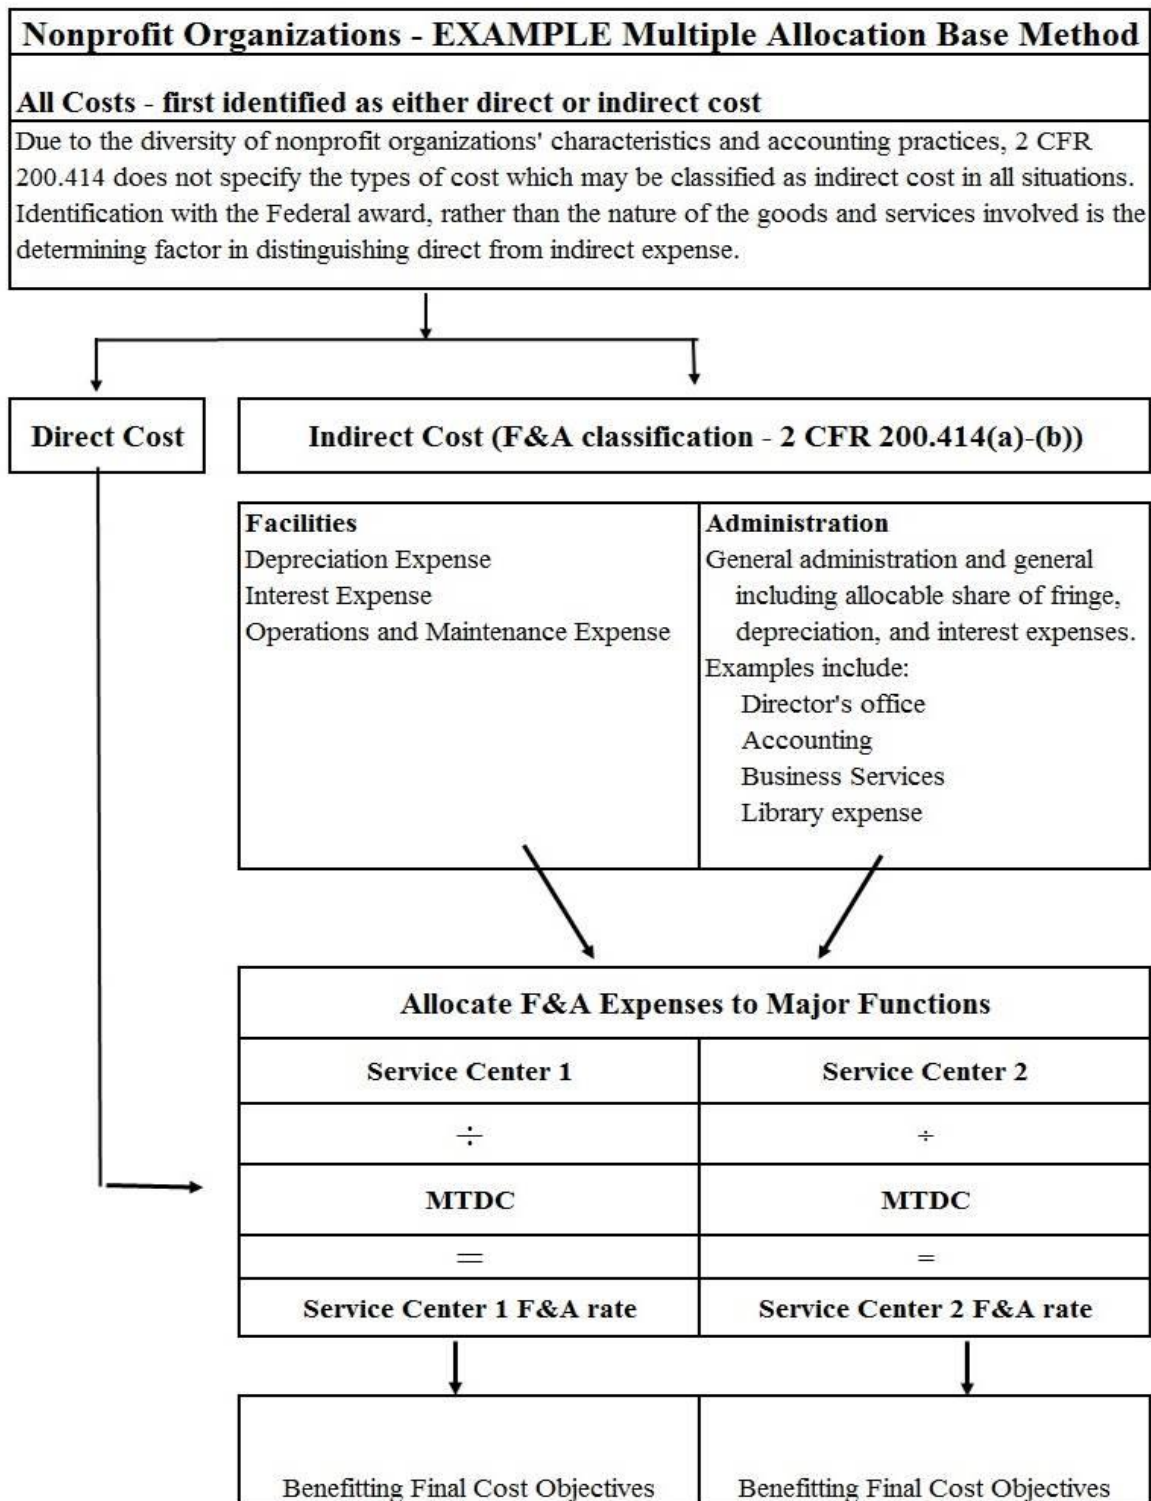 Nonprofit Organizations - EXAMPLE Multiple Allocation Base Method
All Costs - first identified as either direct or indirect cost
Due to the diversity of nonprofit organizations' characteristics and accounting practices, 2 CFR
200.414 does not specify the types of cost which may be classified as indirect cost in all situations.
Identification with the Federal award, rather than the nature of the goods and services involved is the
determining factor in distinguishing direct from indirect expense.
Direct Cost
Indirect Cost (F&A classification - 2 CFR 200.414(a)-(b))
Facilities
Depreciation Expense
Interest Expense
Operations and Maintenance Expense
Administration
General administration and general
including allocable share of fringe,
depreciation, and interest expenses.
Examples include:
Director's office
Accounting
Business Services
Library expense
Allocate F&A Expenses to Major Functions
Service Center 1
Service Center 2
÷
÷
MTDC
MTDC
=
=
Service Center 1 F&A rate
Service Center 2 F&A rate
Benefitting Final Cost Objectives
Benefitting Final Cost Objectives